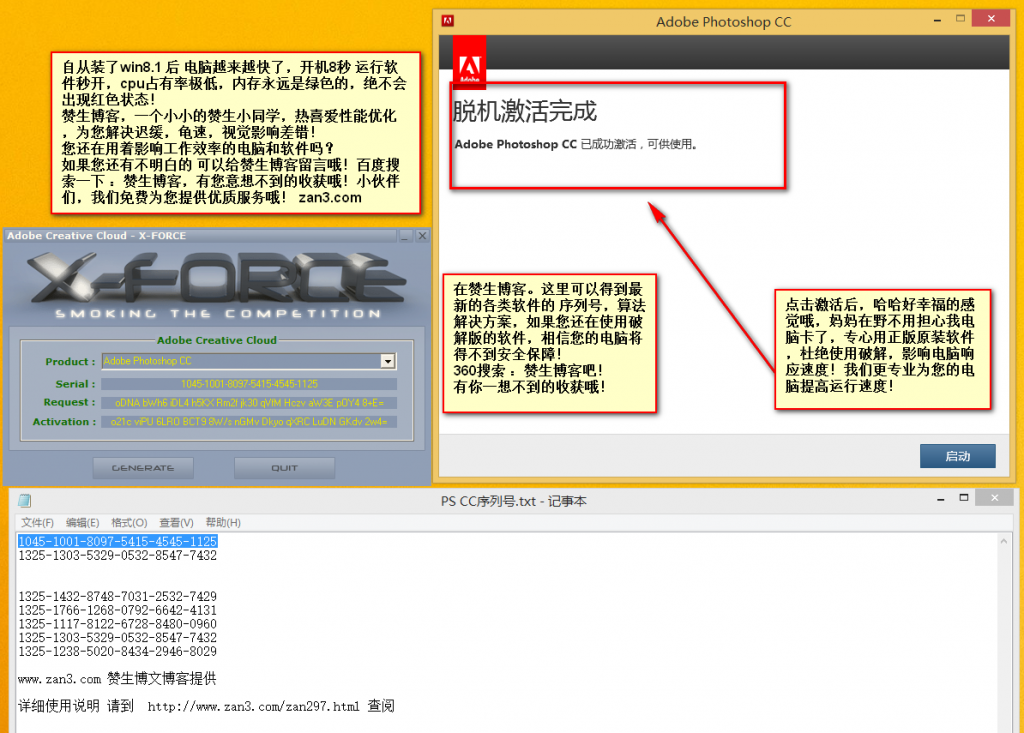 Adobe Photoshop CC
Adobe
脱机激活完成
Adobe Photoshop CC 已成功激活，可供使用。
自从装了win8.1 后 电脑越来越快了，开机8秒 运行软
件秒开，cpu占有率极低，内存永远是绿色的，绝不会
出现红色状态！
赞生博客，一个小小的赞生小同学，热喜爱性能优化
，为您解决迟缓，龟速，视觉影响差错！
您还在用着影响工作效率的电脑和软件吗？
如果您还有不明白的 可以给赞生博客留言哦！百度搜
索一下： 赞生博客，有您意想不到的收获哦！小伙伴
们，我们免费为您提供优质服务哦！ zan3.com
Adobe Creative Cloud - X-FORCE
X-FORCE
SMOKING THE COMPETITION
Adobe Creative Cloud
Product : Adobe Photoshop CC
Serial : 1045-1001-8097-5415-4545-1125
Request :
Activation :
GENERATE QUIT
在赞生博客。这里可以得到最
新的各类软件的 序列号，算法
解决方案，如果您还在使用破
解版的软件，相信您的电脑将
得不到安全保障！
360搜索： 赞生博客吧！
有你一想不到的收获哦！
点击激活后，哈哈好幸福的感
觉哦，妈妈在野不用担心我电
脑卡了，专心用正版原装软件
，杜绝使用破解，影响电脑响
应速度！我们更专业为您的电
脑提高运行速度！
启动
PS CC序列号.txt - 记事本
文件(F) 编辑(E) 格式(O) 查看(V) 帮助(H)
1045-1001-8097-5415-4545-1125
1325-1303-5329-0532-8547-7432
1325-1432-8748-7031-2532-7429
1325-1766-1268-0792-6642-4131
1325-1117-8122-6728-8480-0960
1325-1303-5329-0532-8547-7432
1325-1238-5020-8434-2946-8029
www.zan3.com 赞生博文博客提供
详细使用说明 请到 http://www.zan3.com/zan297.html 查阅